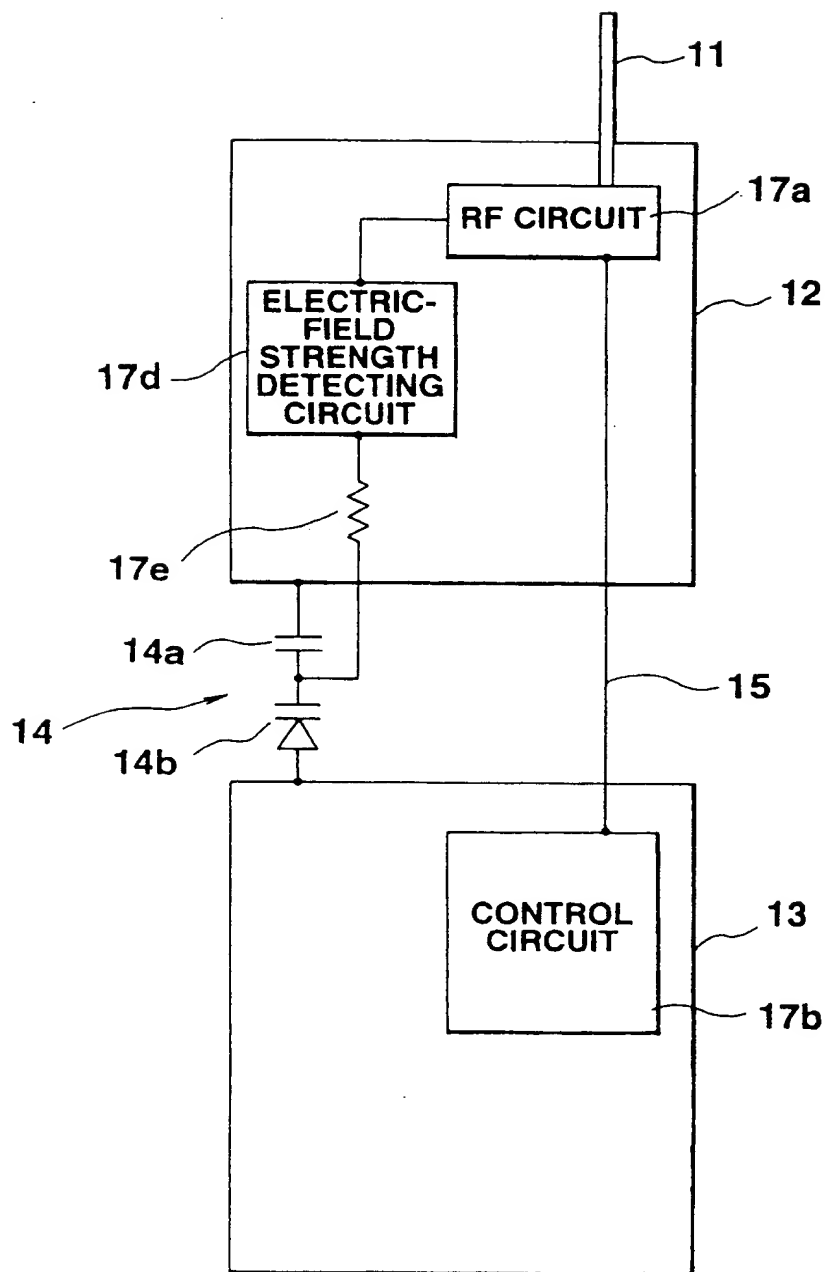 11
RF CIRCUIT
17a
12
ELECTRIC-
FIELD
STRENGTH
DETECTING
CIRCUIT
17d
17e
14a
15
14
14b
CONTROL
CIRCUIT
13
17b